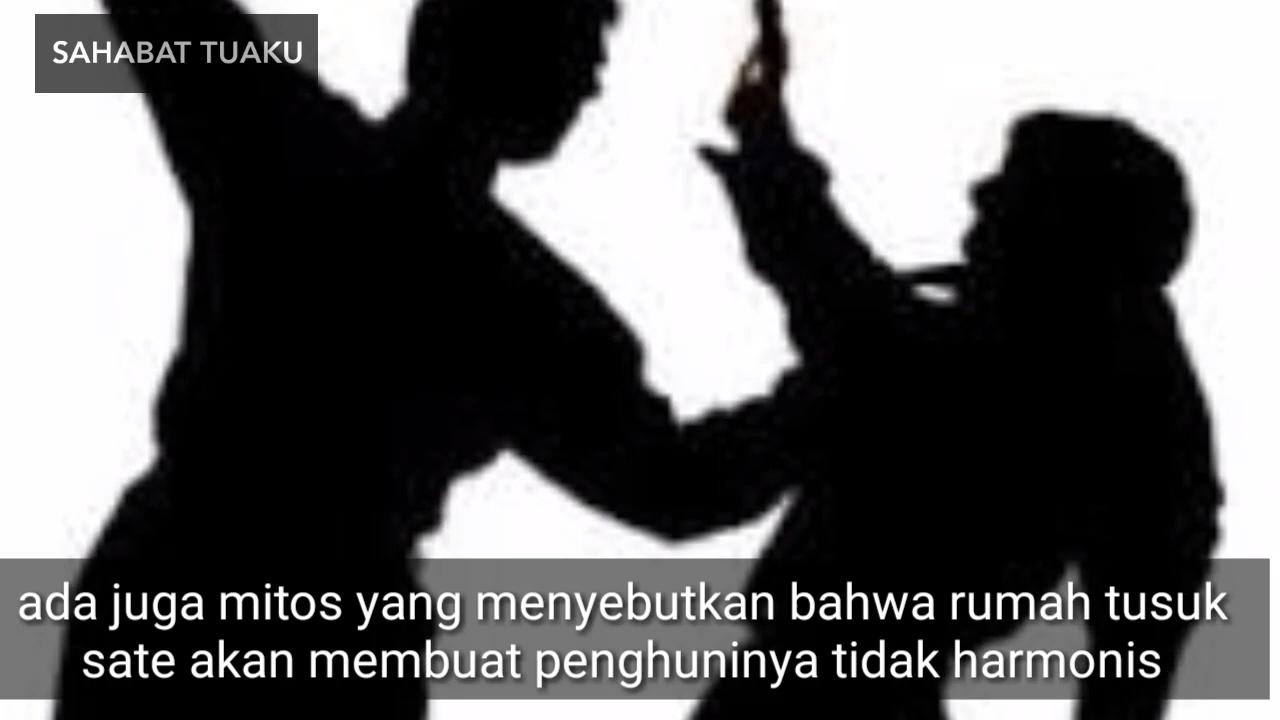 SAHABAT TUAKU
ada juga mitos yang menyebutkan bahwa rumah tusuk
sate akan membuat penghuninya tidak harmonis